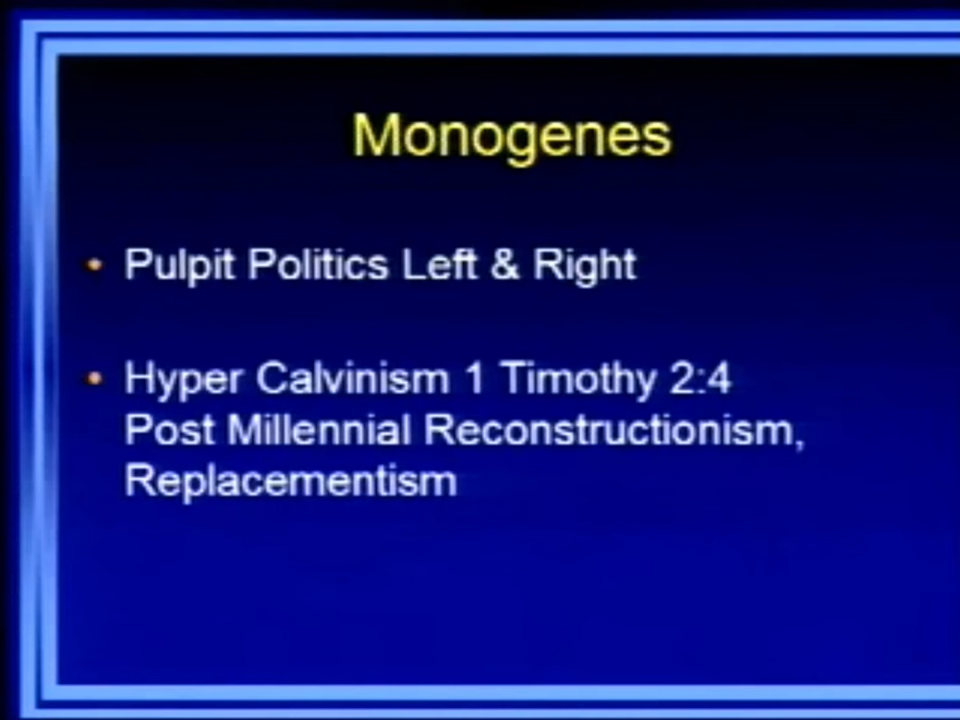 Monogenes
• Pulpit Politics Left & Right
• Hyper Calvinism 1 Timothy 2:4
Post Millennial Reconstructionism,
Replacementism